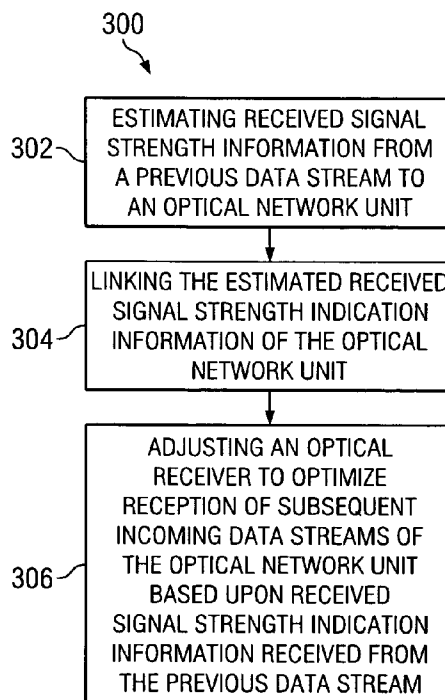 300
302
ESTIMATING RECEIVED SIGNAL
STRENGTH INFORMATION FROM
A PREVIOUS DATA STREAM TO
AN OPTICAL NETWORK UNIT
304
LINKING THE ESTIMATED RECEIVED
SIGNAL STRENGTH INDICATION
INFORMATION OF THE OPTICAL
NETWORK UNIT
306
ADJUSTING AN OPTICAL
RECEIVER TO OPTIMIZE
RECEPTION OF SUBSEQUENT
INCOMING DATA STREAMS OF
THE OPTICAL NETWORK UNIT
BASED UPON RECEIVED
SIGNAL STRENGTH INDICATION
INFORMATION RECEIVED FROM
THE PREVIOUS DATA STREAM